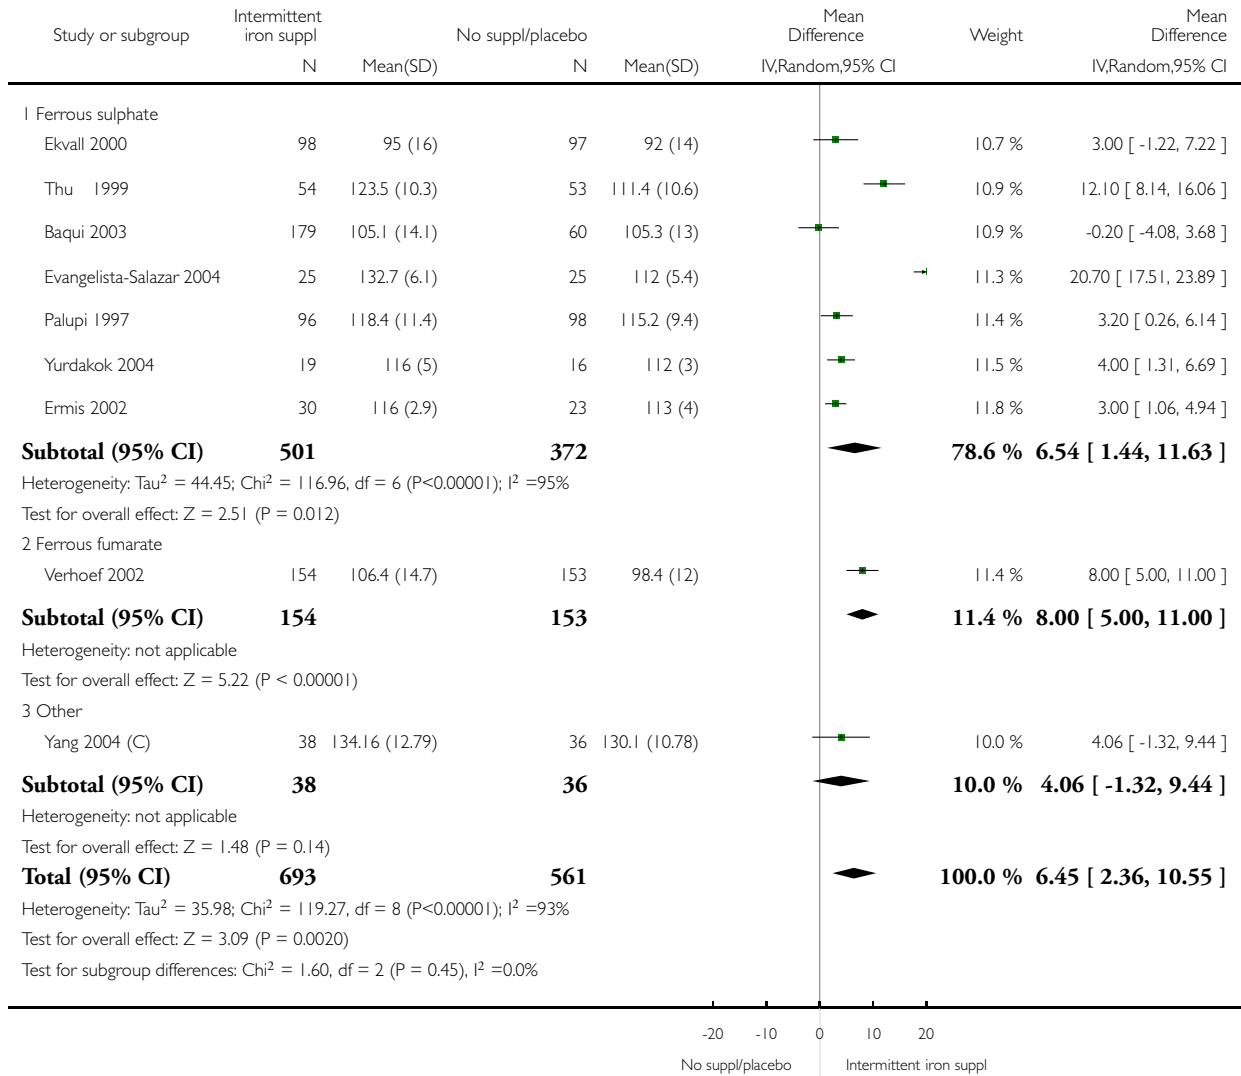 Study or subgroup Intermittent iron suppl No suppl/placebo Mean Difference Weight Mean Difference
N Mean(SD) N Mean(SD) IV,Random,95% CI IV,Random,95% CI
1 Ferrous sulphate
Ekvall 2000 98 95 (16) 97 92 (14) 10.7 % 3.00 [ -1.22, 7.22 ]
Thu 1999 54 123.5 (10.3) 53 111.4 (10.6) 10.9 % 12.10 [ 8.14, 16.06 ]
Baqui 2003 179 105.1 (14.1) 60 105.3 (13) 10.9 % -0.20 [ -4.08, 3.68 ]
Evangelista-Salazar 2004 25 132.7 (6.1) 25 112 (5.4) 11.3 % 20.70 [ 17.51, 23.89 ]
Palupi 1997 96 118.4 (11.4) 98 115.2 (9.4) 11.4 % 3.20 [ 0.26, 6.14 ]
Yurdakok 2004 19 116 (5) 16 112 (3) 11.5 % 4.00 [ 1.31, 6.69 ]
Ermis 2002 30 116 (2.9) 23 113 (4) 11.8 % 3.00 [ 1.06, 4.94 ]
Subtotal (95% CI) 501 372 78.6 % 6.54 [ 1.44, 11.63 ]
Heterogeneity: Tau² = 44.45; Chi² = 116.96, df = 6 (P<0.00001); I² =95%
Test for overall effect: Z = 2.51 (P = 0.012)
2 Ferrous fumarate
Verhoef 2002 154 106.4 (14.7) 153 98.4 (12) 11.4 % 8.00 [ 5.00, 11.00 ]
Subtotal (95% CI) 154 153 11.4 % 8.00 [ 5.00, 11.00 ]
Heterogeneity: not applicable
Test for overall effect: Z = 5.22 (P < 0.00001)
3 Other
Yang 2004 (C) 38 134.16 (12.79) 36 130.1 (10.78) 10.0 % 4.06 [ -1.32, 9.44 ]
Subtotal (95% CI) 38 36 10.0 % 4.06 [ -1.32, 9.44 ]
Heterogeneity: not applicable
Test for overall effect: Z = 1.48 (P = 0.14)
Total (95% CI) 693 561 100.0 % 6.45 [ 2.36, 10.55 ]
Heterogeneity: Tau² = 35.98; Chi² = 119.27, df = 8 (P<0.00001); I² =93%
Test for overall effect: Z = 3.09 (P = 0.0020)
Test for subgroup differences: Chi² = 1.60, df = 2 (P = 0.45), I² =0.0%
-20 -10 0 10 20
No suppl/placebo Intermittent iron suppl